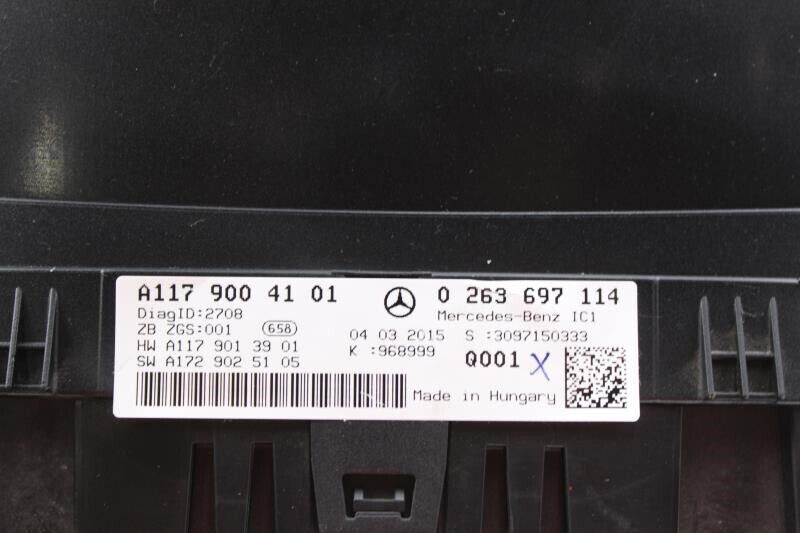 A117 900 41 01 0 263 697 114
DiagID:2708 Mercedes-Benz IC1
ZB ZGS:001 658 04 03 2015 S :3097150333
HW A117 901 39 01 K :968999 Q001 X
SW A172 902 51 05
Made in Hungary